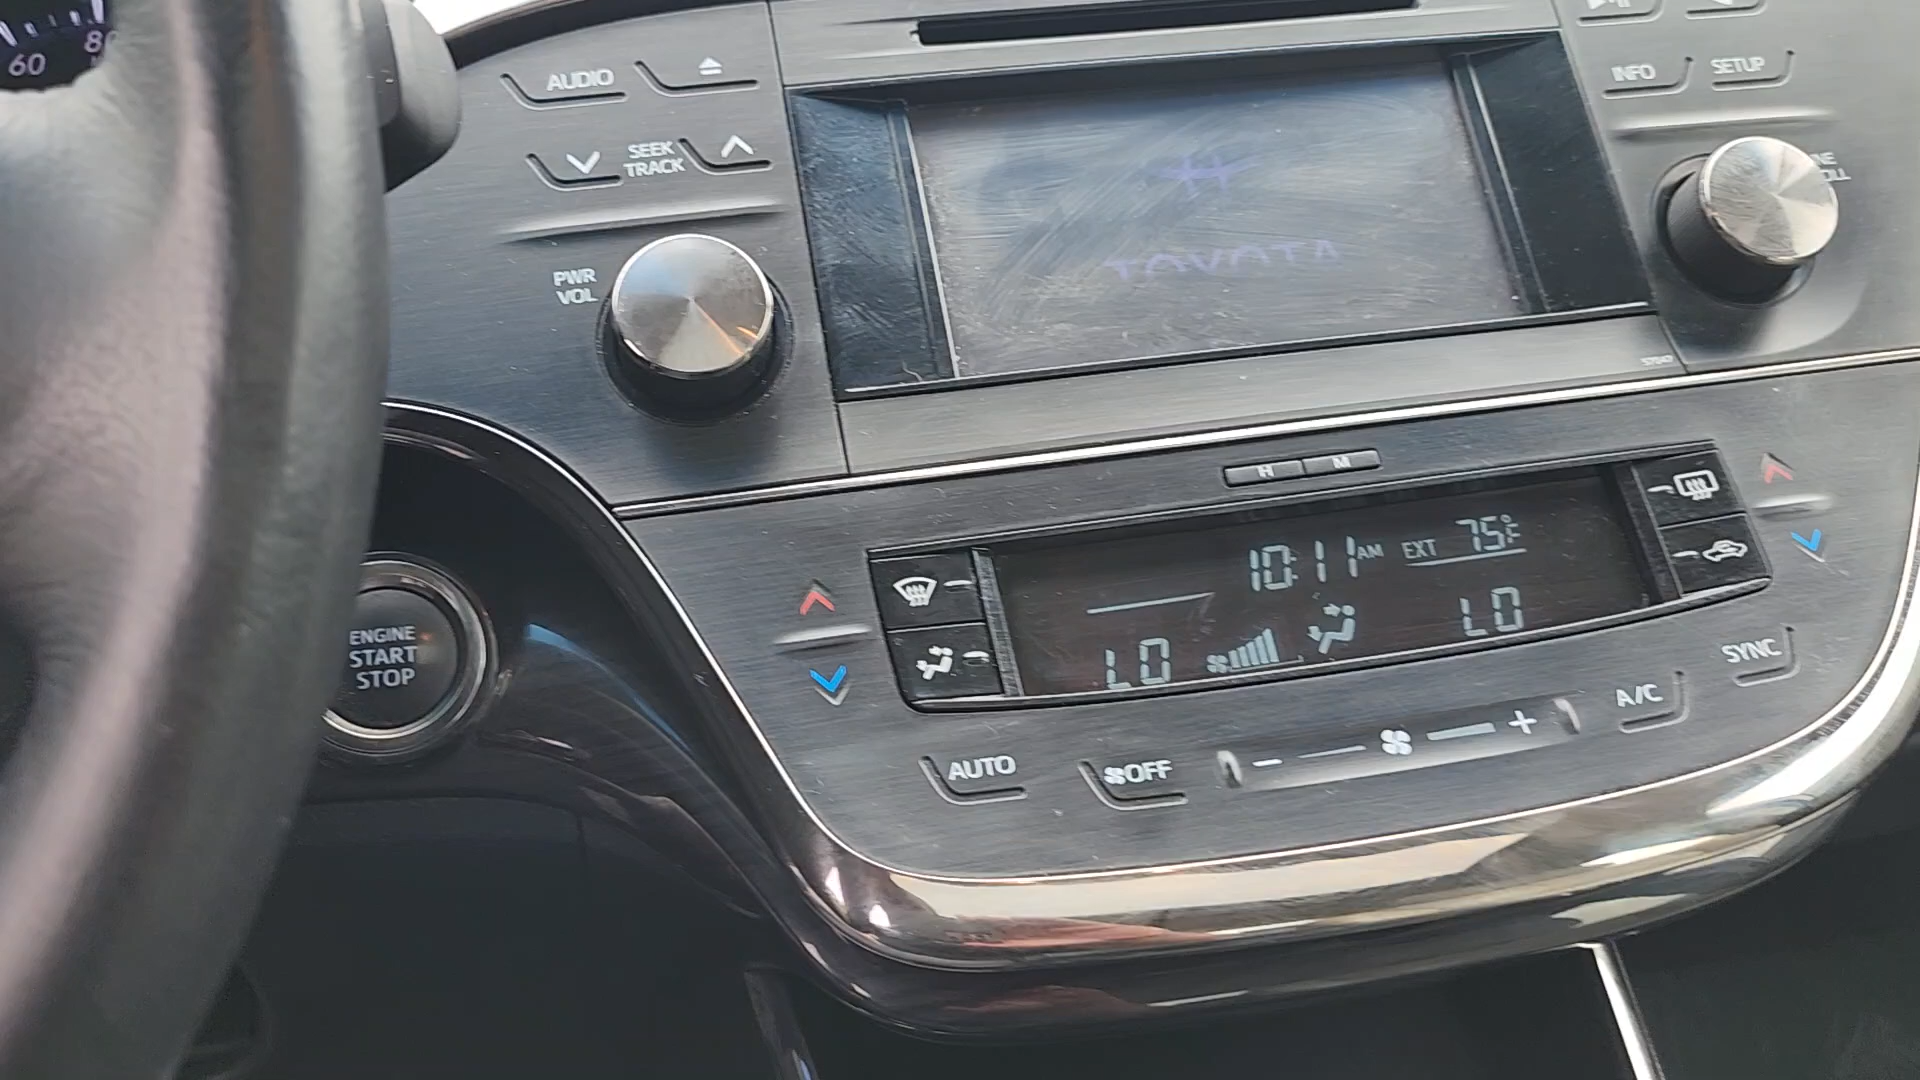 60
80
AUDIO
SEEK
TRACK
PWR
VOL
INFO
SETUP
TOYOTA
H M
10:11 AM EXT 75°F
LO LO
ENGINE
START
STOP
SYNC
A/C
AUTO OFF - +